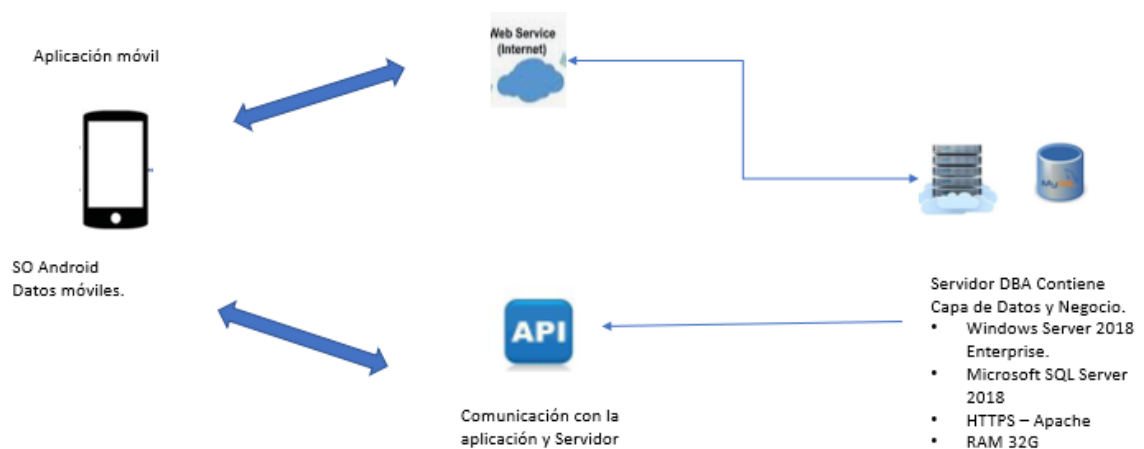 Aplicación móvil
Web Service
(Internet)
MySQL
SO Android
Datos móviles.
API
Comunicación con la
aplicación y Servidor
Servidor DBA Contiene
Capa de Datos y Negocio.
• Windows Server 2018
Enterprise.
• Microsoft SQL Server
2018
• HTTPS – Apache
• RAM 32G